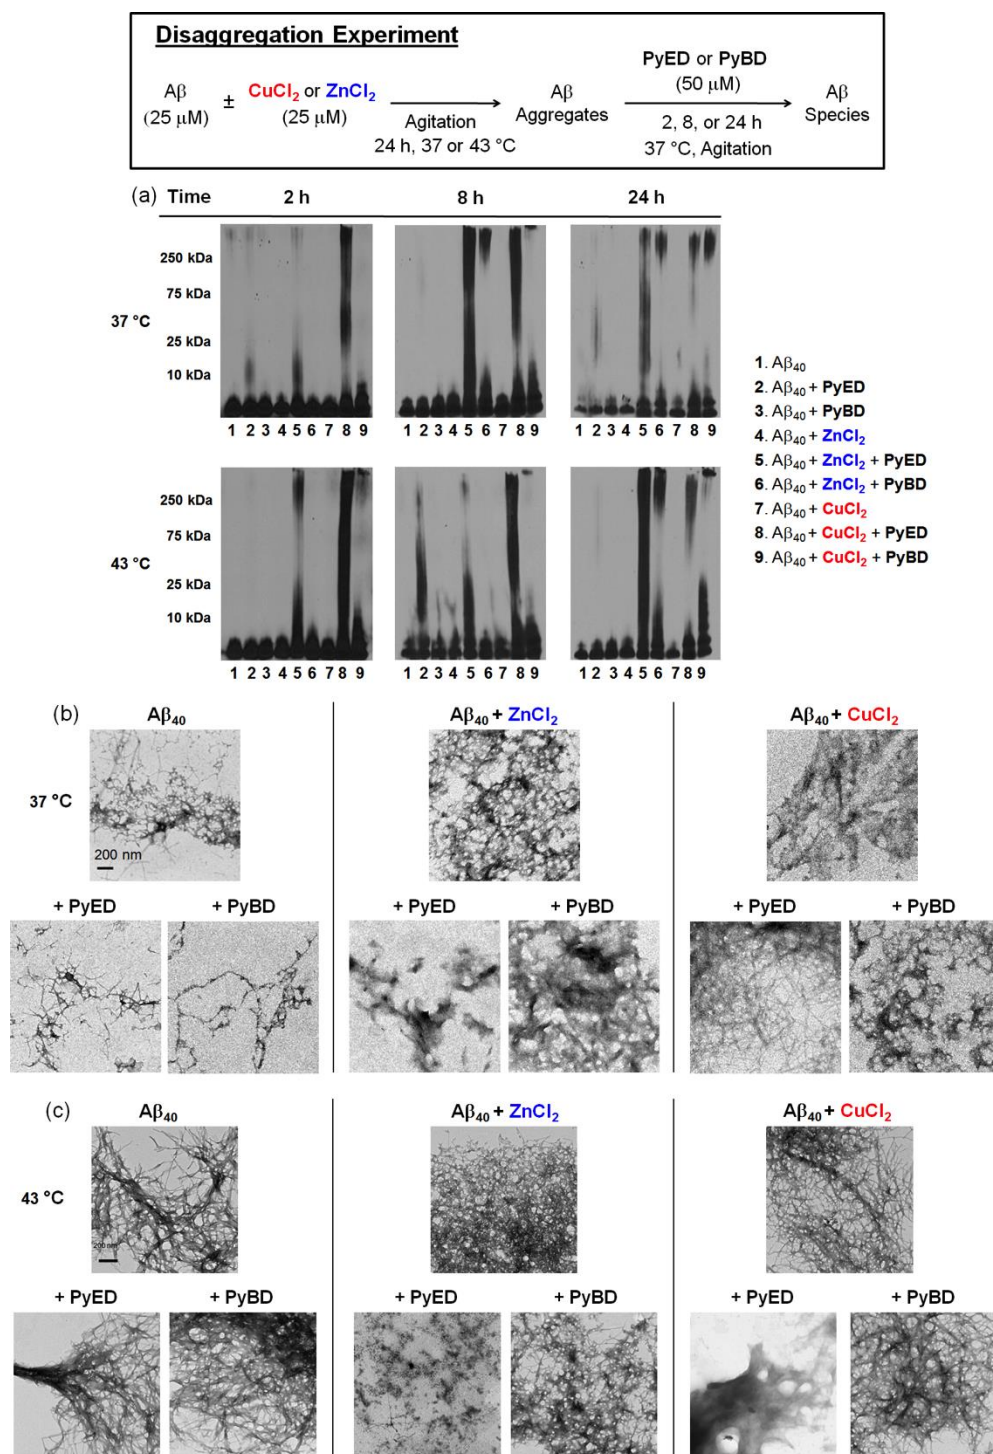 Disaggregation Experiment
Aβ
(25 μM)
±
CuCl₂ or ZnCl₂
(25 μM)
Agitation
24 h, 37 or 43 °C
Aβ
Aggregates
PyED or PyBD
(50 μM)
2, 8, or 24 h
37 °C, Agitation
Aβ
Species
(a) Time 2 h 8 h 24 h
37 °C
250 kDa
75 kDa
25 kDa
10 kDa
1 2 3 4 5 6 7 8 9 1 2 3 4 5 6 7 8 9 1 2 3 4 5 6 7 8 9
43 °C
250 kDa
75 kDa
25 kDa
10 kDa
1 2 3 4 5 6 7 8 9 1 2 3 4 5 6 7 8 9 1 2 3 4 5 6 7 8 9
1. Aβ₄₀
2. Aβ₄₀ + PyED
3. Aβ₄₀ + PyBD
4. Aβ₄₀ + ZnCl₂
5. Aβ₄₀ + ZnCl₂ + PyED
6. Aβ₄₀ + ZnCl₂ + PyBD
7. Aβ₄₀ + CuCl₂
8. Aβ₄₀ + CuCl₂ + PyED
9. Aβ₄₀ + CuCl₂ + PyBD
(b) Aβ₄₀ Aβ₄₀ + ZnCl₂ Aβ₄₀ + CuCl₂
37 °C
200 nm
+ PyED + PyBD + PyED + PyBD + PyED + PyBD
(c) Aβ₄₀ Aβ₄₀ + ZnCl₂ Aβ₄₀ + CuCl₂
43 °C
200 nm
+ PyED + PyBD + PyED + PyBD + PyED + PyBD